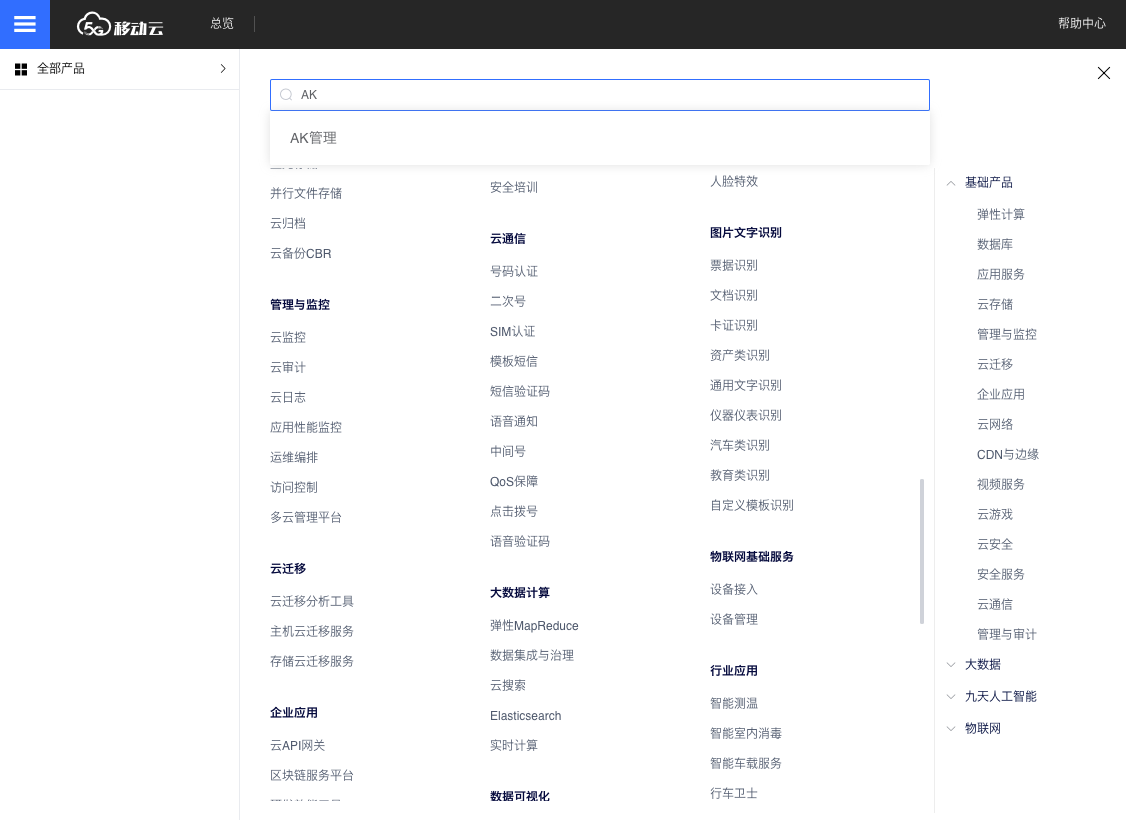 5G移动云
总览
帮助中心
全部产品
AK
AK管理
并行文件存储
云归档
云备份CBR
管理与监控
云监控
云审计
云日志
应用性能监控
运维编排
访问控制
多云管理平台
云迁移
云迁移分析工具
主机云迁移服务
存储云迁移服务
企业应用
云API网关
区块链服务平台
安全培训
云通信
号码认证
二次号
SIM认证
模板短信
短信验证码
语音通知
中间号
QoS保障
点击拨号
语音验证码
大数据计算
弹性MapReduce
数据集成与治理
云搜索
Elasticsearch
实时计算
数据可视化
人脸特效
图片文字识别
票据识别
文档识别
卡证识别
资产类识别
通用文字识别
仪器仪表识别
汽车类识别
教育类识别
自定义模板识别
物联网基础服务
设备接入
设备管理
行业应用
智能测温
智能室内消毒
智能车载服务
行车卫士
基础产品
弹性计算
数据库
应用服务
云存储
管理与监控
云迁移
企业应用
云网络
CDN与边缘
视频服务
云游戏
云安全
安全服务
云通信
管理与审计
大数据
九天人工智能
物联网